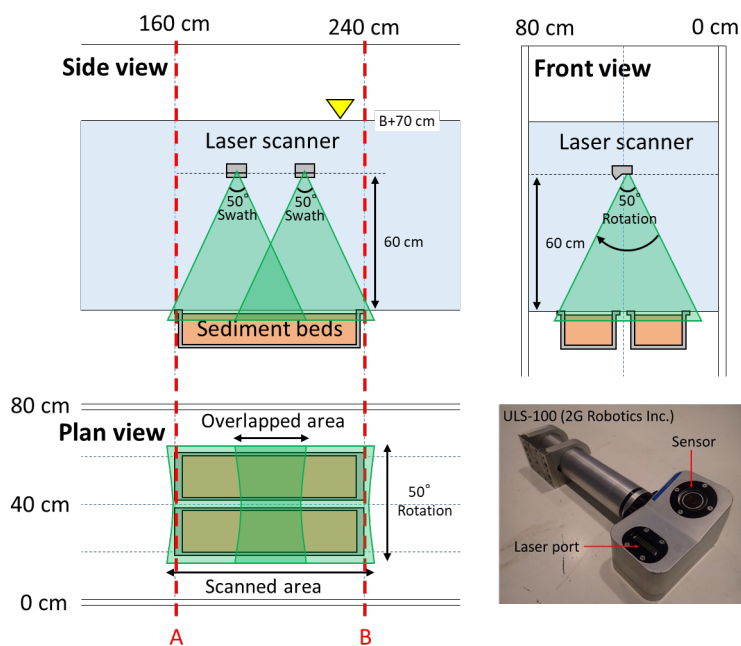 160 cm
240 cm
Side view
B+70 cm
Laser scanner
50°
Swath
50°
Swath
60 cm
Sediment beds
80 cm
0 cm
Front view
Laser scanner
50°
Rotation
60 cm
80 cm
Plan view
Overlapped area
40 cm
50°
Rotation
Scanned area
0 cm
A
B
ULS-100 (2G Robotics Inc.)
Sensor
Laser port